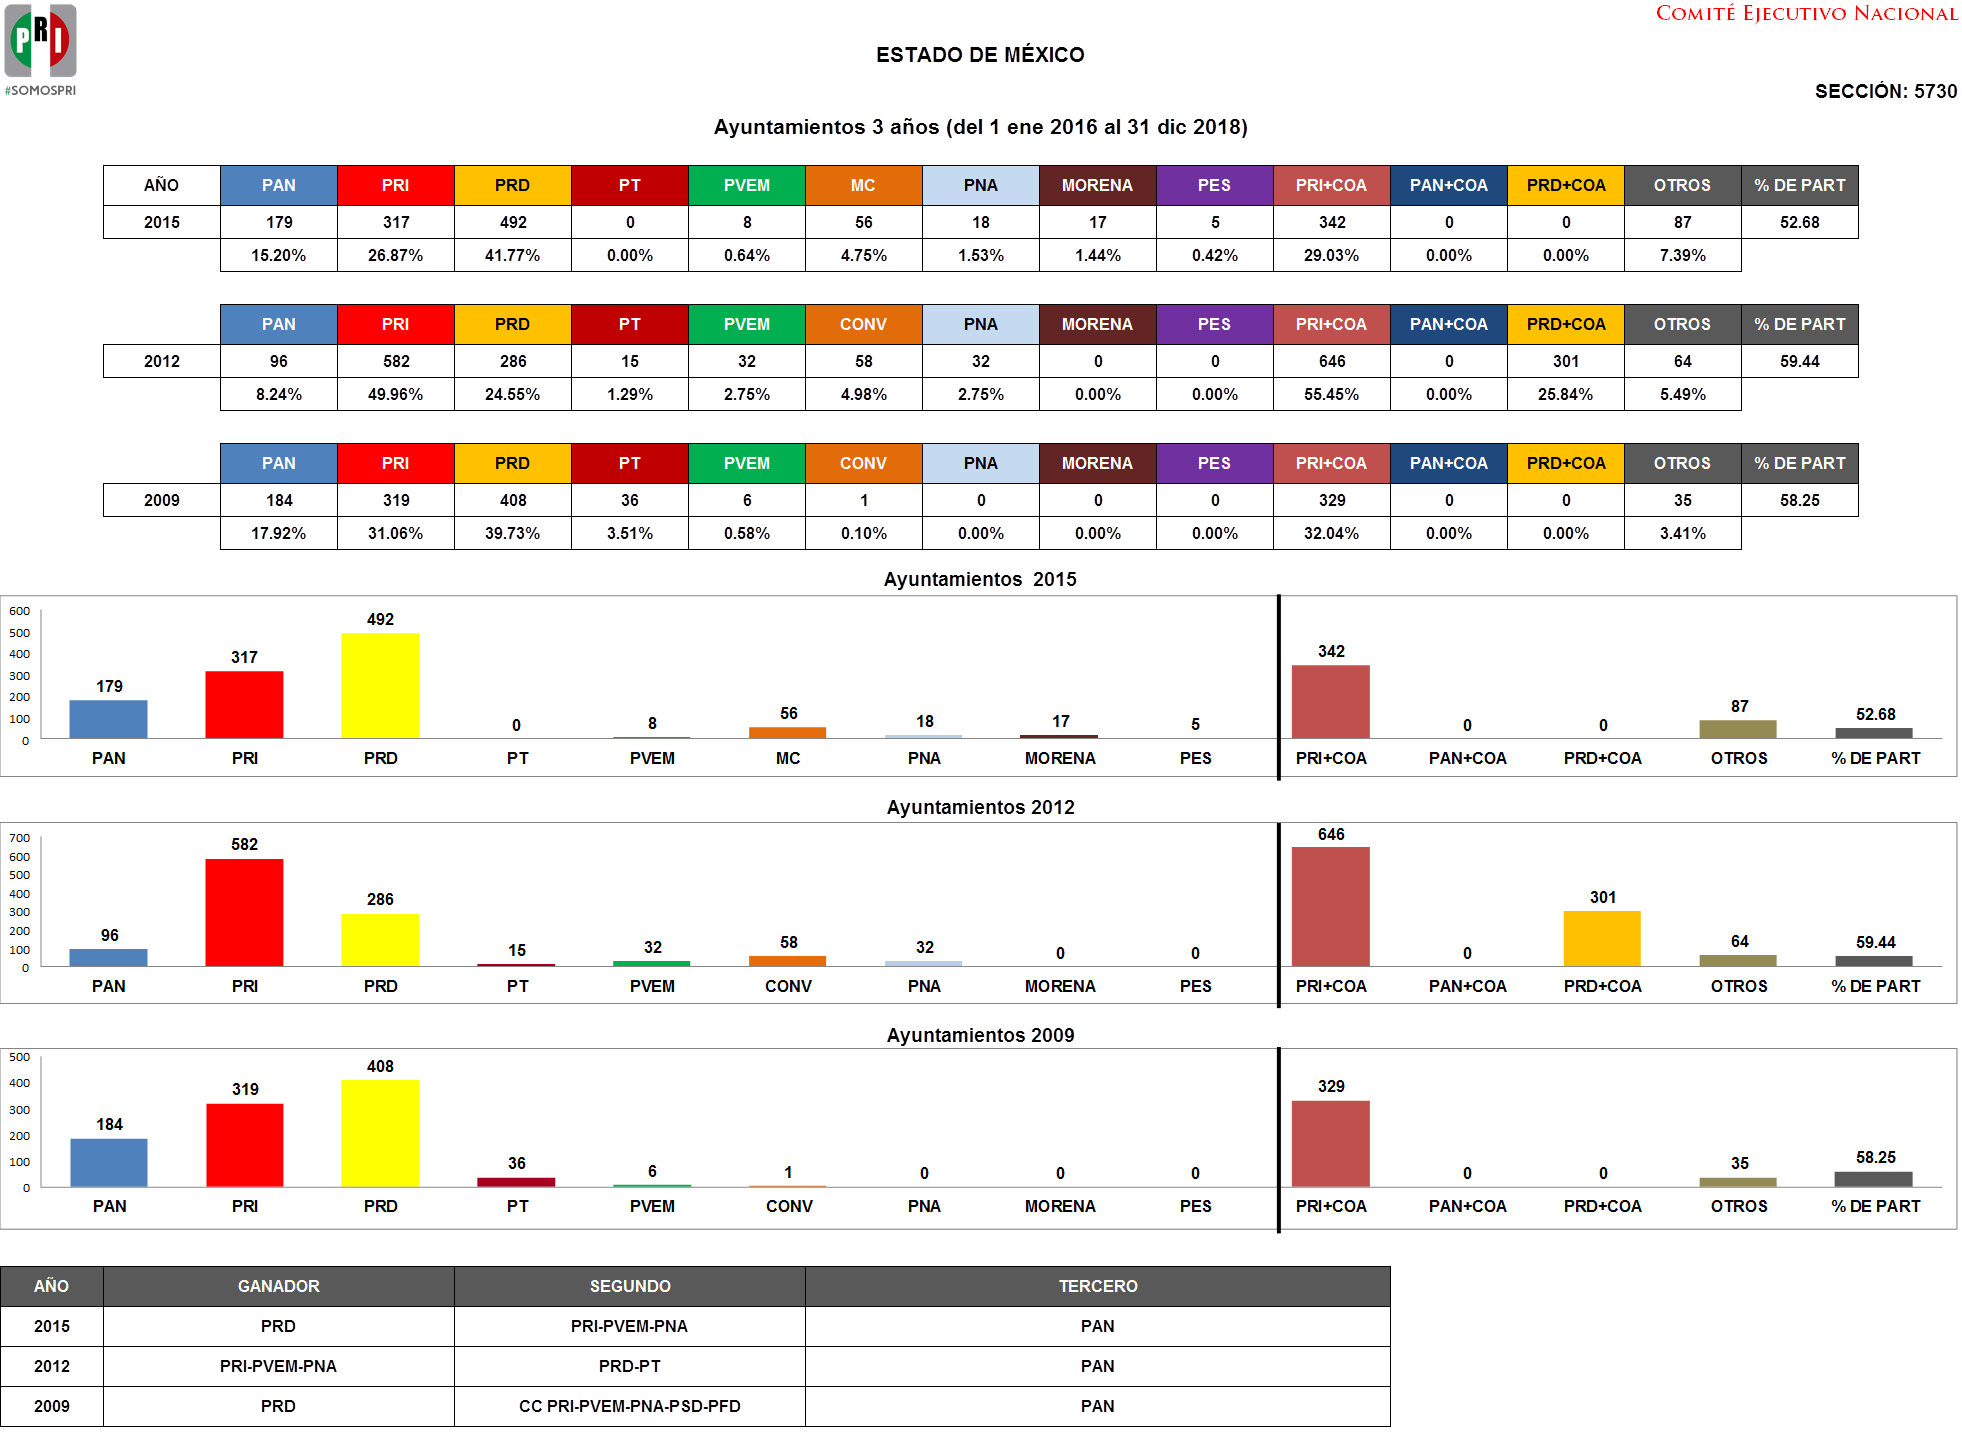 PRI
#SOMOSPRI
COMITÉ EJECUTIVO NACIONAL
ESTADO DE MÉXICO
SECCIÓN: 5730
Ayuntamientos 3 años (del 1 ene 2016 al 31 dic 2018)
AÑO PAN PRI PRD PT PVEM MC PNA MORENA PES PRI+COA PAN+COA PRD+COA OTROS % DE PART
2015 179 317 492 0 8 56 18 17 5 342 0 0 87 52.68
15.20% 26.87% 41.77% 0.00% 0.64% 4.75% 1.53% 1.44% 0.42% 29.03% 0.00% 0.00% 7.39%
PAN PRI PRD PT PVEM CONV PNA MORENA PES PRI+COA PAN+COA PRD+COA OTROS % DE PART
2012 96 582 286 15 32 58 32 0 0 646 0 301 64 59.44
8.24% 49.96% 24.55% 1.29% 2.75% 4.98% 2.75% 0.00% 0.00% 55.45% 0.00% 25.84% 5.49%
PAN PRI PRD PT PVEM CONV PNA MORENA PES PRI+COA PAN+COA PRD+COA OTROS % DE PART
2009 184 319 408 36 6 1 0 0 0 329 0 0 35 58.25
17.92% 31.06% 39.73% 3.51% 0.58% 0.10% 0.00% 0.00% 0.00% 32.04% 0.00% 0.00% 3.41%
Ayuntamientos 2015
600
500
400
300
200
100
0
179 317 492 0 8 56 18 17 5 342 0 0 87 52.68
PAN PRI PRD PT PVEM MC PNA MORENA PES PRI+COA PAN+COA PRD+COA OTROS % DE PART
Ayuntamientos 2012
700
600
500
400
300
200
100
0
96 582 286 15 32 58 32 0 0 646 0 301 64 59.44
PAN PRI PRD PT PVEM CONV PNA MORENA PES PRI+COA PAN+COA PRD+COA OTROS % DE PART
Ayuntamientos 2009
500
400
300
200
100
0
184 319 408 36 6 1 0 0 0 329 0 0 35 58.25
PAN PRI PRD PT PVEM CONV PNA MORENA PES PRI+COA PAN+COA PRD+COA OTROS % DE PART
AÑO GANADOR SEGUNDO TERCERO
2015 PRD PRI-PVEM-PNA PAN
2012 PRI-PVEM-PNA PRD-PT PAN
2009 PRD CC PRI-PVEM-PNA-PSD-PFD PAN